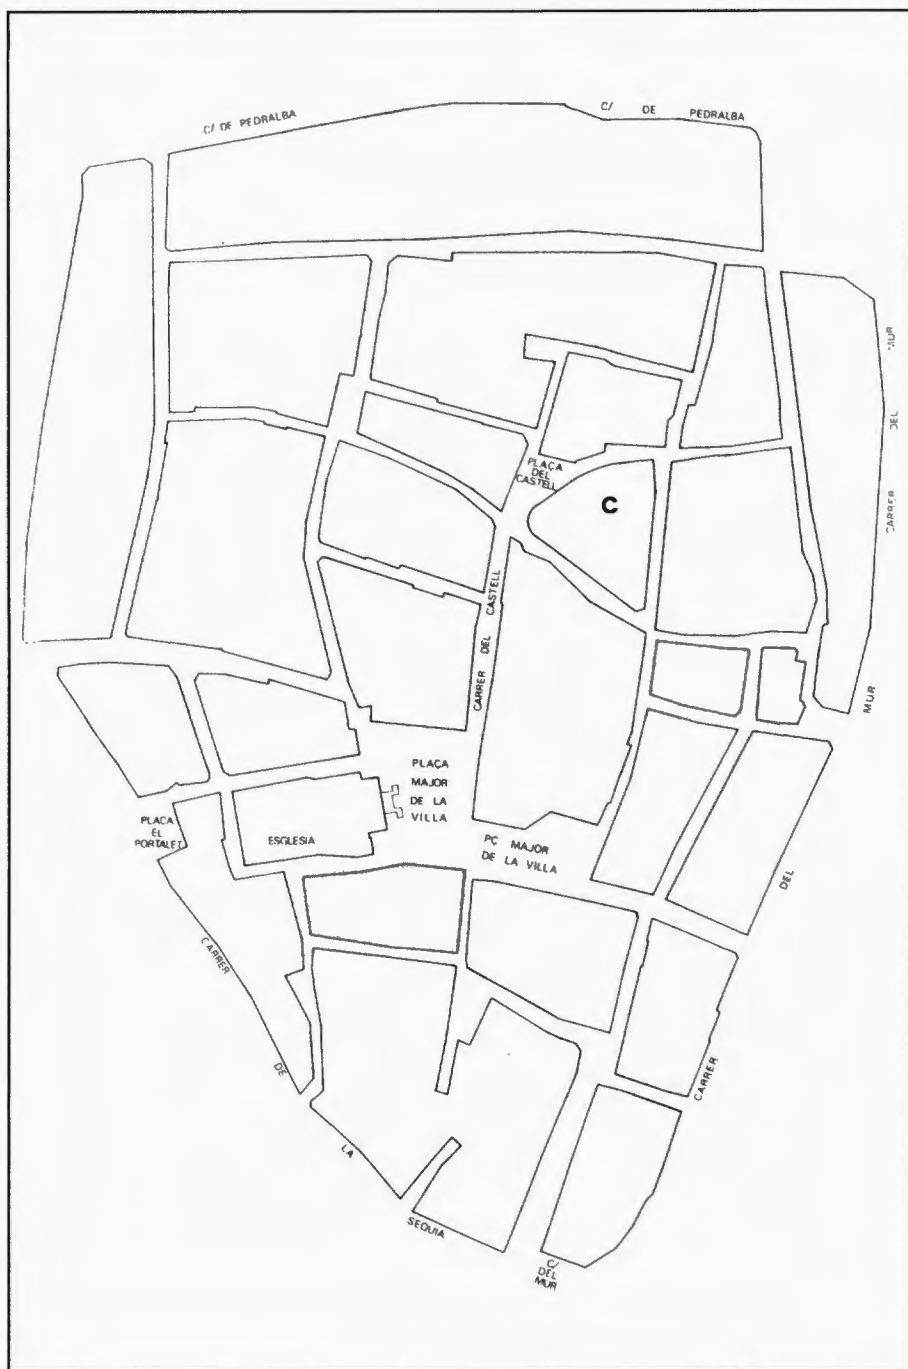 C/ DE PEDRALBA
C/ DE PEDRALBA
MUR
DEL
CARRER
PLAÇA
DEL
CASTELL
C
CARRER DEL CASTELL
MUR
PLAÇA
MAJOR
DE LA
VILLA
PLACA
EL
PORTALET
ESGLESIA
PC MAJOR
DE LA VILLA
DEL
CARRER
CARRER
DE
LA
SEQUIA
C/
DEL
MUR